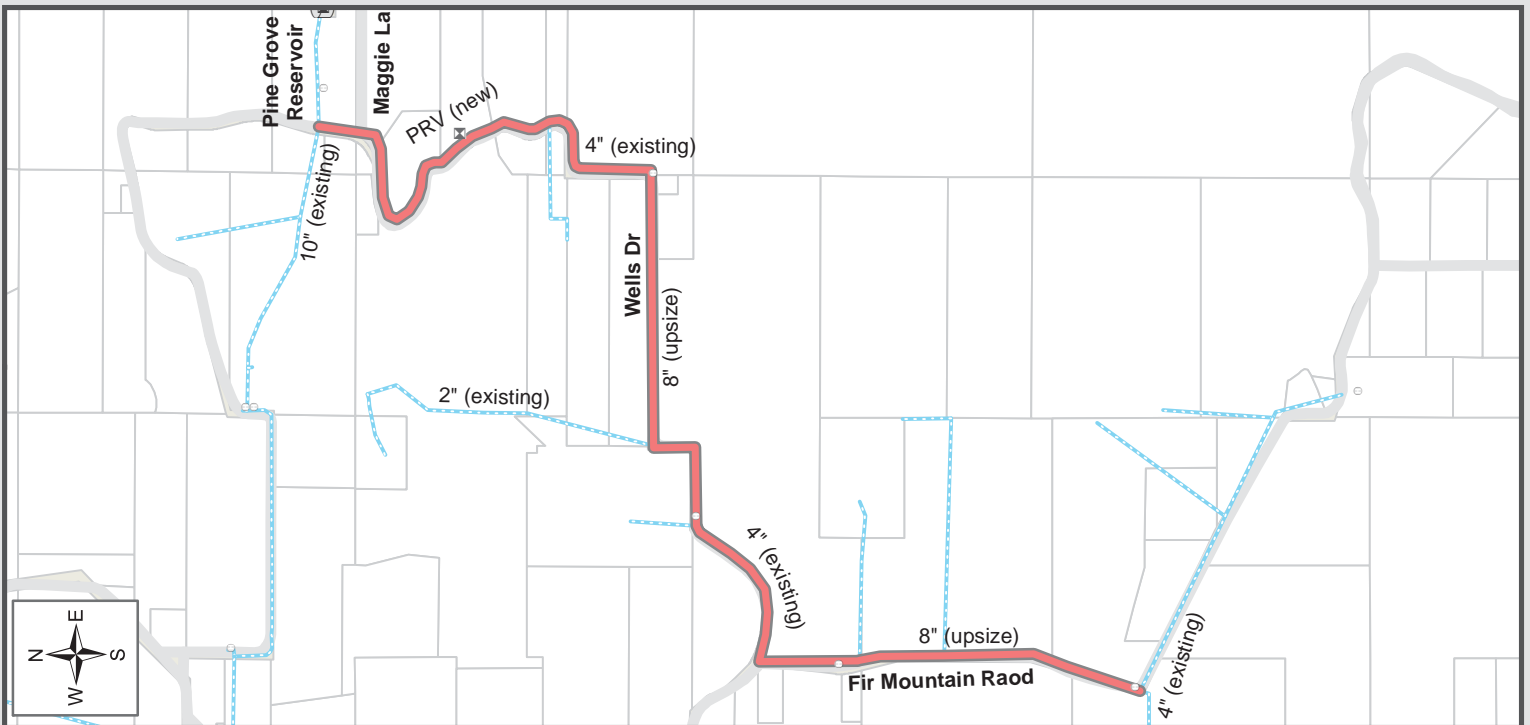 Pine Grove
Reservoir
Maggie La
PRV (new)
4" (existing)
10" (existing)
Wells Dr
8" (upsize)
2" (existing)
4" (existing)
8" (upsize)
Fir Mountain Raod
4" (existing)
N
E
S
W